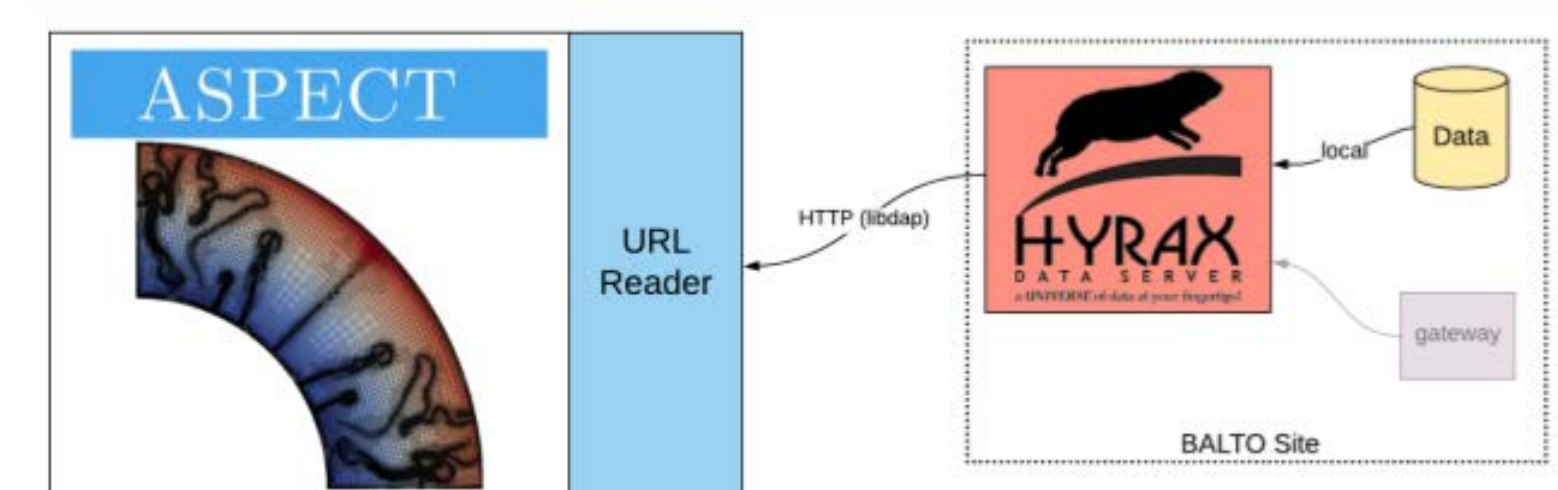 ASPECT
URL
Reader
HTTP (libdap)
HYRAX
DATA SERVER
a UNIVERSE of data at your fingertips!
local
Data
gateway
BALTO Site